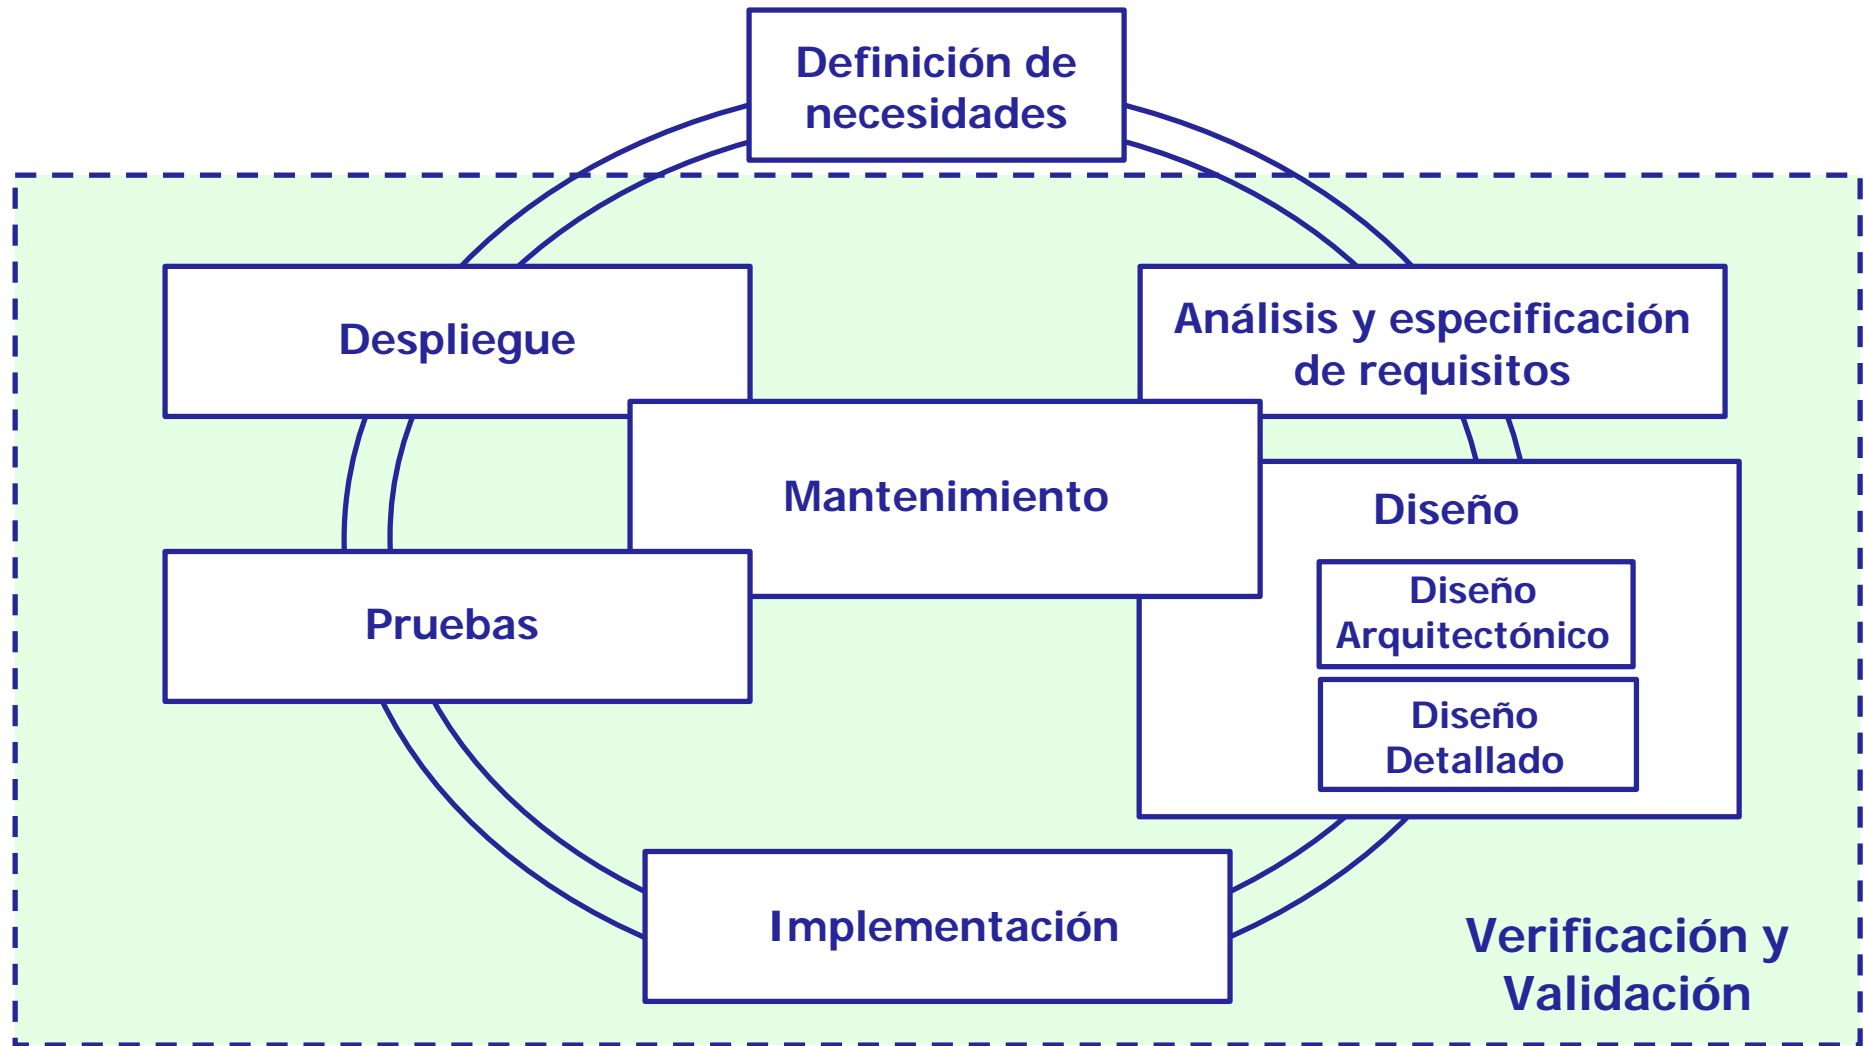 Definición de
necesidades
Despliegue
Análisis y especificación
de requisitos
Mantenimiento
Diseño
Diseño
Arquitectónico
Pruebas
Diseño
Detallado
Implementación
Verificación y
Validación